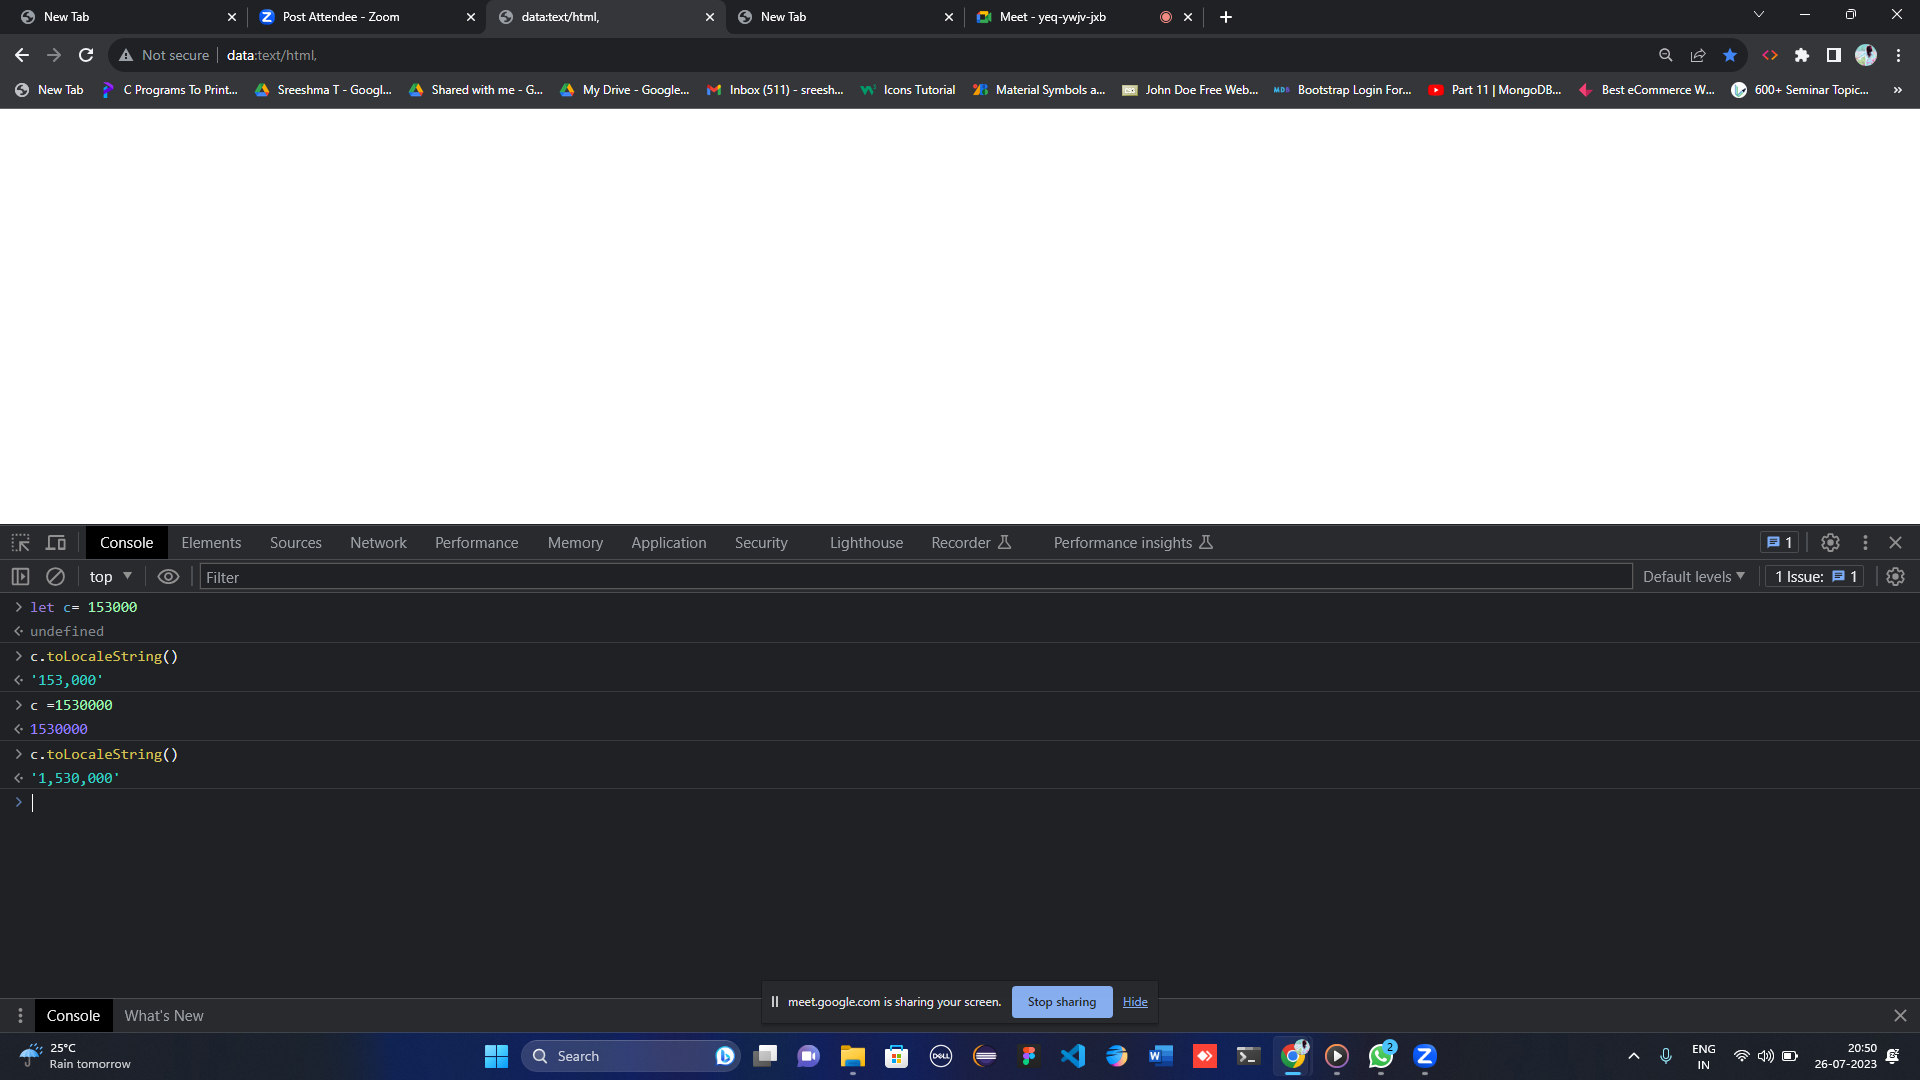 New Tab
Post Attendee - Zoom
data:text/html,
New Tab
Meet - yeq-ywjv-jxb
Not secure
data:text/html,
New Tab
C Programs To Print...
Sreeshma T - Googl...
Shared with me - G...
My Drive - Google...
Inbox (511) - sreesh...
Icons Tutorial
Material Symbols a...
John Doe Free Web...
MDB
Bootstrap Login For...
Part 11 | MongoDB...
Best eCommerce W...
600+ Seminar Topic...
»
Console
Elements
Sources
Network
Performance
Memory
Application
Security
Lighthouse
Recorder
Performance insights
1
top
Filter
Default levels
1 Issue: 1
let c= 153000
undefined
c.toLocaleString()
'153,000'
c =1530000
1530000
c.toLocaleString()
'1,530,000'
meet.google.com is sharing your screen.
Stop sharing
Hide
Console
What's New
25°C
Rain tomorrow
Search
DELL
2
ENG
IN
20:50
26-07-2023